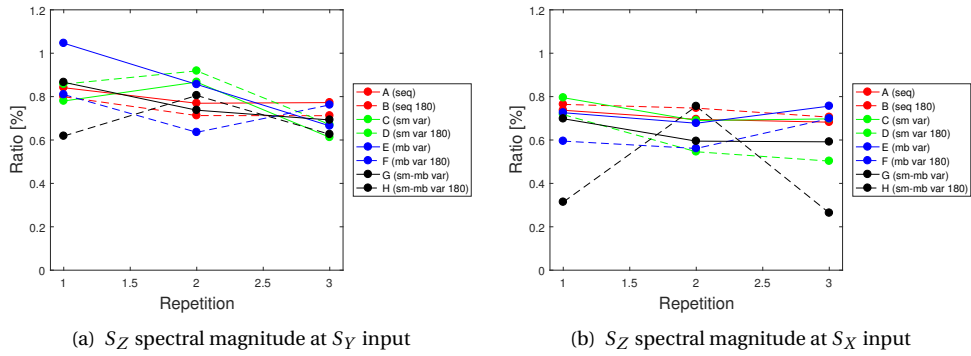 1.2
1
0.8
0.6
0.4
0.2
0
Ratio [%]
1 1.5 2 2.5 3
Repetition
A (seq)
B (seq 180)
C (sm var)
D (sm var 180)
E (mb var)
F (mb var 180)
G (sm-mb var)
H (sm-mb var 180)
(a) S_Z spectral magnitude at S_Y input
1.2
1
0.8
0.6
0.4
0.2
0
Ratio [%]
1 1.5 2 2.5 3
Repetition
A (seq)
B (seq 180)
C (sm var)
D (sm var 180)
E (mb var)
F (mb var 180)
G (sm-mb var)
H (sm-mb var 180)
(b) S_Z spectral magnitude at S_X input